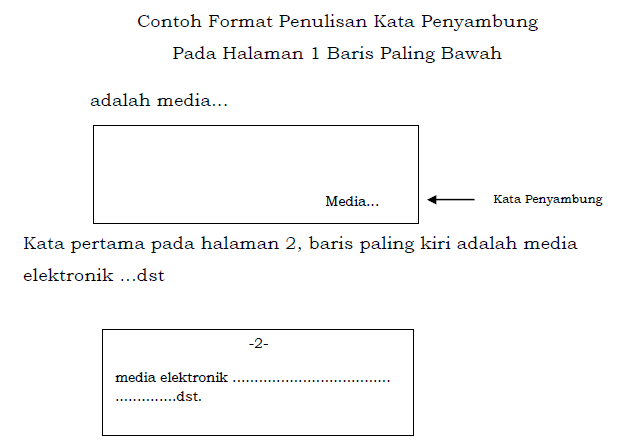 Contoh Format Penulisan Kata Penyambung
Pada Halaman 1 Baris Paling Bawah
adalah media...
Media...
Kata Penyambung
Kata pertama pada halaman 2, baris paling kiri adalah media
elektronik ...dst
-2-
media elektronik ....................................
..............dst.